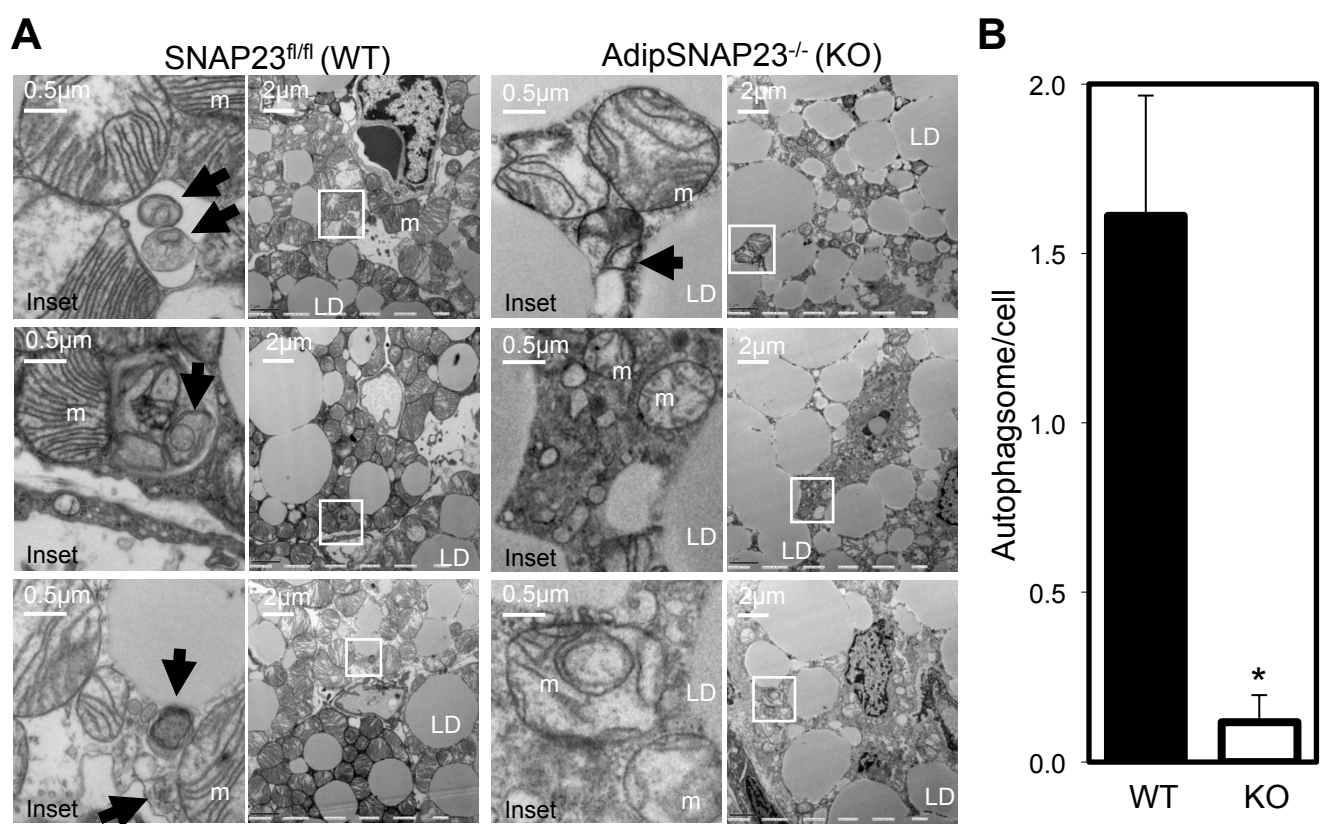 A
B
SNAP23fl/fl (WT)
AdipSNAP23-/- (KO)
0.5µm
m
Inset
2µm
m
LD
0.5µm
m
LD
Inset
2µm
LD
0.5µm
m
Inset
2µm
LD
0.5µm
m
m
LD
Inset
2µm
LD
0.5µm
m
Inset
2µm
LD
0.5µm
m
LD
m
Inset
2µm
LD
Autophagsome/cell
2.0
1.5
1.0
0.5
0.0
*
WT
KO